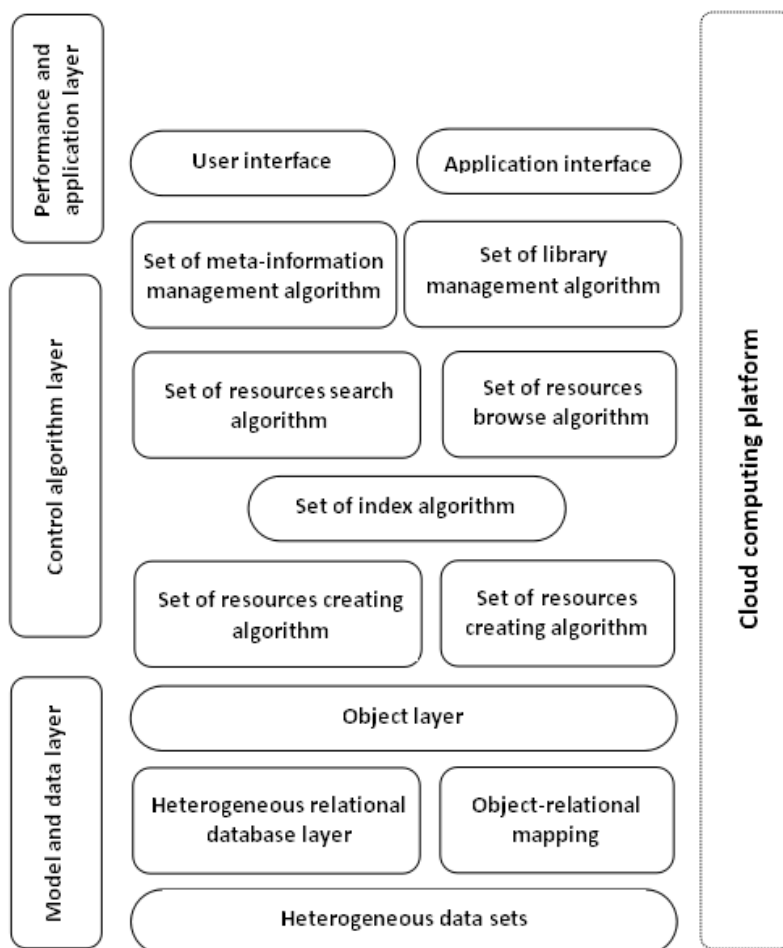 Performance and
application layer
User interface
Application interface
Set of meta-information
management algorithm
Set of library
management algorithm
Control algorithm layer
Set of resources search
algorithm
Set of resources
browse algorithm
Set of index algorithm
Set of resources creating
algorithm
Set of resources
creating algorithm
Model and data layer
Object layer
Heterogeneous relational
database layer
Object-relational
mapping
Heterogeneous data sets
Cloud computing platform